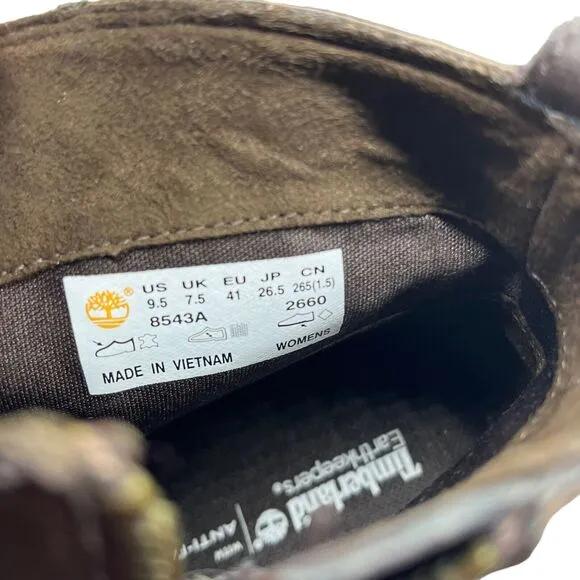 US UK EU JP CN
9.5 7.5 41 26.5 265(1.5)
8543A 2660
MADE IN VIETNAM WOMENS
Timberland
Earthkeepers
WITH